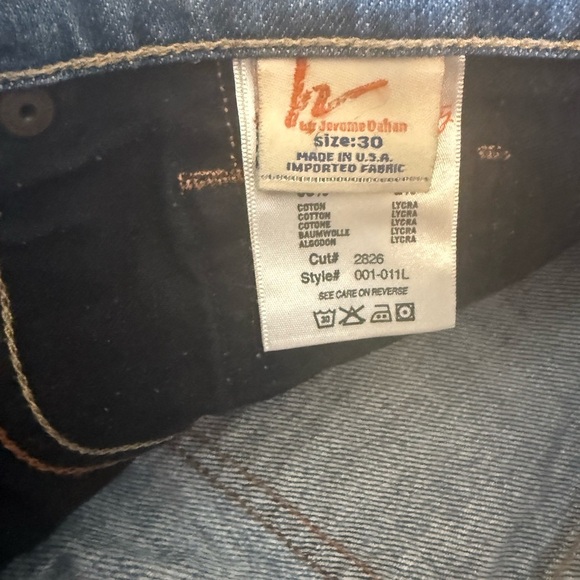 by Jerome Dahan
size:30
MADE IN U.S.A.
IMPORTED FABRIC
COTON LYCRA
COTTON LYCRA
COTONE LYCRA
BAUMWOLLE LYCRA
ALGODON LYCRA
Cut# 2826
Style# 001-011L
SEE CARE ON REVERSE
30